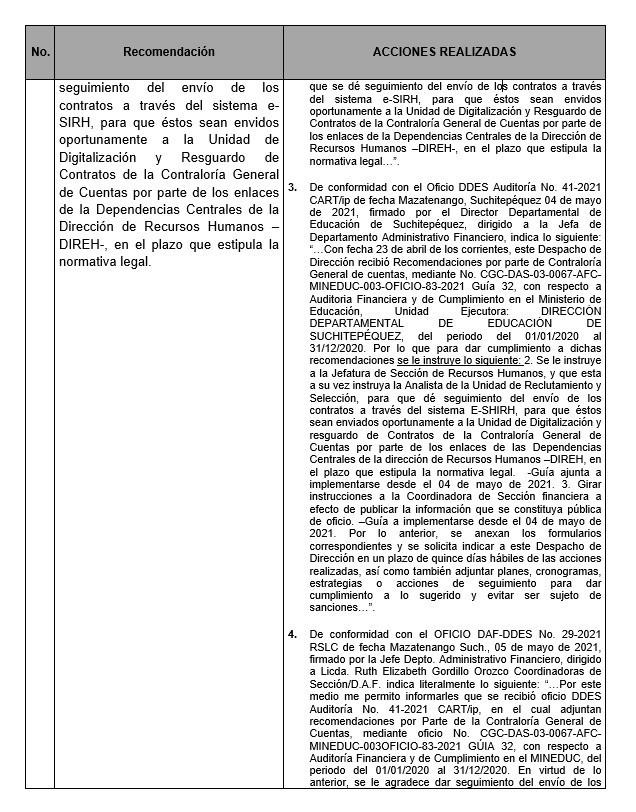 No.
Recomendación
ACCIONES REALIZADAS
seguimiento del envío de los
contratos a través del sistema e-
SIRH, para que éstos sean envidos
oportunamente a la Unidad de
Digitalización y Resguardo de
Contratos de la Contraloría General
de Cuentas por parte de los enlaces
de la Dependencias Centrales de la
Dirección de Recursos Humanos –
DIREH-, en el plazo que estipula la
normativa legal.
que se dé seguimiento del envío de los contratos a través
del sistema e-SIRH, para que éstos sean envidos
oportunamente a la Unidad de Digitalización y Resguardo de
Contratos de la Contraloría General de Cuentas por parte de
los enlaces de la Dependencias Centrales de la Dirección de
Recursos Humanos –DIREH-, en el plazo que estipula la
normativa legal…”.
3. De conformidad con el Oficio DDES Auditoría No. 41-2021
CART/ip de fecha Mazatenango, Suchitepéquez 04 de mayo
de 2021, firmado por el Director Departamental de
Educación de Suchitepéquez, dirigido a la Jefa de
Departamento Administrativo Financiero, indica lo siguiente:
“…Con fecha 23 de abril de los corrientes, este Despacho de
Dirección recibió Recomendaciones por parte de Contraloría
General de cuentas, mediante No. CGC-DAS-03-0067-AFC-
MINEDUC-003-OFICIO-83-2021 Guía 32, con respecto a
Auditoria Financiera y de Cumplimiento en el Ministerio de
Educación, Unidad Ejecutora: DIRECCIÓN
DEPARTAMENTAL DE EDUCACIÓN DE
SUCHITEPÉQUEZ, del periodo del 01/01/2020 al
31/12/2020. Por lo que para dar cumplimiento a dichas
recomendaciones se le instruye lo siguiente: 2. Se le instruye
a la Jefatura de Sección de Recursos Humanos, y que esta
a su vez instruya la Analista de la Unidad de Reclutamiento y
Selección, para que dé seguimiento del envío de los
contratos a través del sistema E-SHIRH, para que éstos
sean enviados oportunamente a la Unidad de Digitalización y
resguardo de Contratos de la Contraloría General de
Cuentas por parte de los enlaces de las Dependencias
Centrales de la dirección de Recursos Humanos –DIREH, en
el plazo que estipula la normativa legal. -Guía ajunta a
implementarse desde el 04 de mayo de 2021. 3. Girar
instrucciones a la Coordinadora de Sección financiera a
efecto de publicar la información que se constituya pública
de oficio. –Guía a implementarse desde el 04 de mayo de
2021. Por lo anterior, se anexan los formularios
correspondientes y se solicita indicar a este Despacho de
Dirección en un plazo de quince días hábiles de las acciones
realizadas, así como también adjuntar planes, cronogramas,
estrategias o acciones de seguimiento para dar
cumplimiento a lo sugerido y evitar ser sujeto de
sanciones…”.
4. De conformidad con el OFICIO DAF-DDES No. 29-2021
RSLC de fecha Mazatenango Such., 05 de mayo de 2021,
firmado por la Jefe Depto. Administrativo Financiero, dirigido
a Licda. Ruth Elizabeth Gordillo Orozco Coordinadoras de
Sección/D.A.F. indica literalmente lo siguiente: “…Por este
medio me permito informarles que se recibió oficio DDES
Auditoría No. 41-2021 CART/ip, en el cual adjuntan
recomendaciones por Parte de la Contraloría General de
Cuentas, mediante oficio No. CGC-DAS-03-0067-AFC-
MINEDUC-003OFICIO-83-2021 GÚIA 32, con respecto a
Auditoría Financiera y de Cumplimiento en el MINEDUC, del
periodo del 01/01/2020 al 31/12/2020. En virtud de lo
anterior, se le agradece dar seguimiento del envío de los